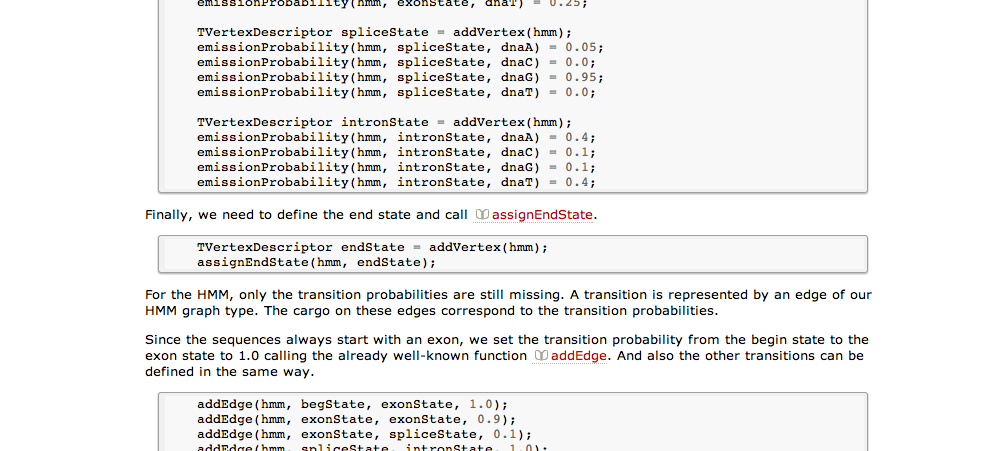 emissionProbability(hmm, exonState, dnaT) = 0.25;
TVertexDescriptor spliceState = addVertex(hmm);
emissionProbability(hmm, spliceState, dnaA) = 0.05;
emissionProbability(hmm, spliceState, dnaC) = 0.0;
emissionProbability(hmm, spliceState, dnaG) = 0.95;
emissionProbability(hmm, spliceState, dnaT) = 0.0;
TVertexDescriptor intronState = addVertex(hmm);
emissionProbability(hmm, intronState, dnaA) = 0.4;
emissionProbability(hmm, intronState, dnaC) = 0.1;
emissionProbability(hmm, intronState, dnaG) = 0.1;
emissionProbability(hmm, intronState, dnaT) = 0.4;
Finally, we need to define the end state and call assignEndState.
TVertexDescriptor endState = addVertex(hmm);
assignEndState(hmm, endState);
For the HMM, only the transition probabilities are still missing. A transition is represented by an edge of our
HMM graph type. The cargo on these edges correspond to the transition probabilities.
Since the sequences always start with an exon, we set the transition probability from the begin state to the
exon state to 1.0 calling the already well-known function addEdge. And also the other transitions can be
defined in the same way.
addEdge(hmm, begState, exonState, 1.0);
addEdge(hmm, exonState, exonState, 0.9);
addEdge(hmm, exonState, spliceState, 0.1);
addEdge(hmm, spliceState, intronState, 1.0);